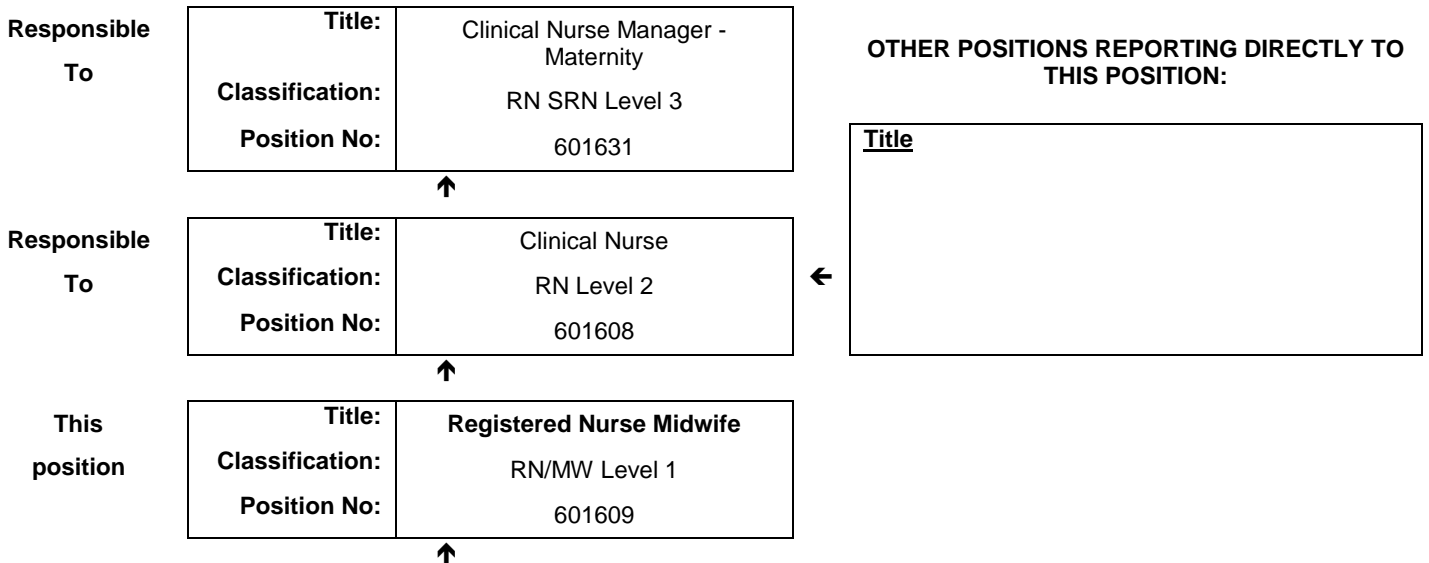 Responsible
To
Title:
Clinical Nurse Manager -
Maternity
Classification:
RN SRN Level 3
Position No:
601631
OTHER POSITIONS REPORTING DIRECTLY TO
THIS POSITION:
Title
↑
Responsible
To
Title:
Clinical Nurse
Classification:
RN Level 2
Position No:
601608
←
↑
This
position
Title:
Registered Nurse Midwife
Classification:
RN/MW Level 1
Position No:
601609
↑